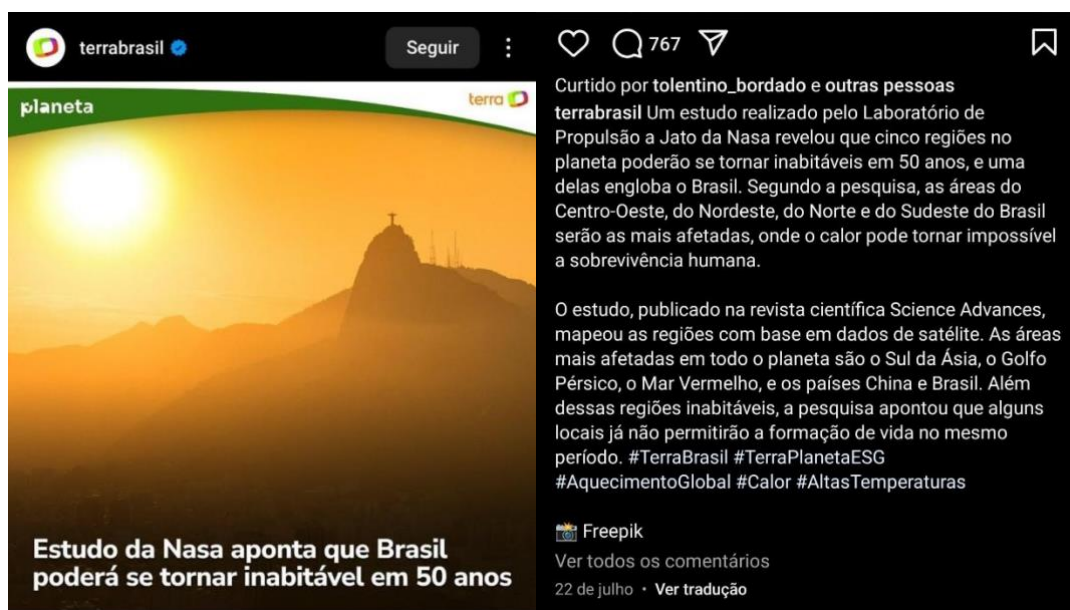 terrabrasil
Seguir
planeta
terra
Estudo da Nasa aponta que Brasil
poderá se tornar inabitável em 50 anos
767
Curtido por tolentino_bordado e outras pessoas
terrabrasil Um estudo realizado pelo Laboratório de
Propulsão a Jato da Nasa revelou que cinco regiões no
planeta poderão se tornar inabitáveis em 50 anos, e uma
delas engloba o Brasil. Segundo a pesquisa, as áreas do
Centro-Oeste, do Nordeste, do Norte e do Sudeste do Brasil
serão as mais afetadas, onde o calor pode tornar impossível
a sobrevivência humana.
O estudo, publicado na revista científica Science Advances,
mapeou as regiões com base em dados de satélite. As áreas
mais afetadas em todo o planeta são o Sul da Ásia, o Golfo
Pérsico, o Mar Vermelho, e os países China e Brasil. Além
dessas regiões inabitáveis, a pesquisa apontou que alguns
locais já não permitirão a formação de vida no mesmo
período. #TerraBrasil #TerraPlanetaESG
#AquecimentoGlobal #Calor #AltasTemperaturas
📸 Freepik
Ver todos os comentários
22 de julho • Ver tradução